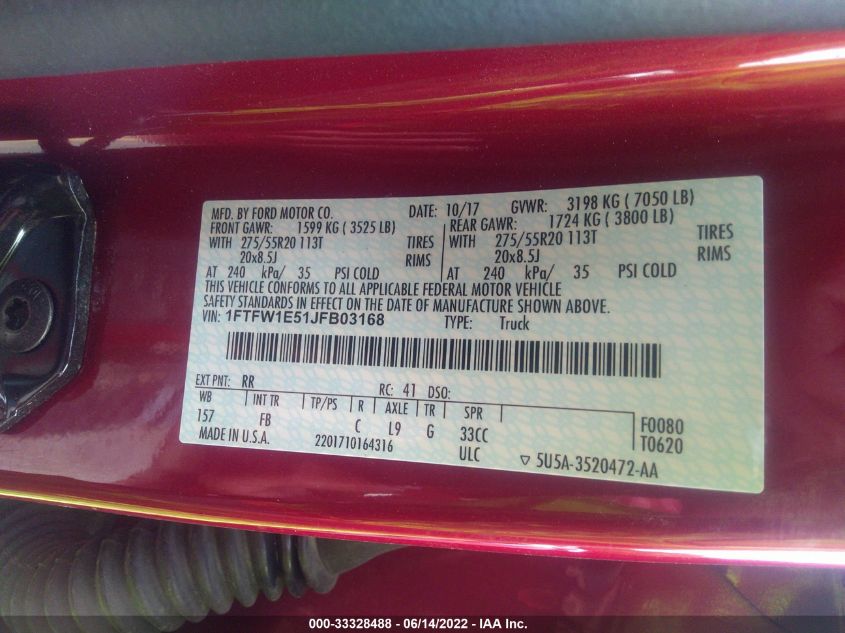 MFD. BY FORD MOTOR CO. DATE: 10/17 GVWR: 3198 KG ( 7050 LB)
FRONT GAWR: 1599 KG ( 3525 LB) REAR GAWR: 1724 KG ( 3800 LB)
WITH 275/55R20 113T TIRES WITH 275/55R20 113T TIRES
20x8.5J RIMS 20x8.5J RIMS
AT 240 kPa/ 35 PSI COLD AT 240 kPa/ 35 PSI COLD
THIS VEHICLE CONFORMS TO ALL APPLICABLE FEDERAL MOTOR VEHICLE
SAFETY STANDARDS IN EFFECT ON THE DATE OF MANUFACTURE SHOWN ABOVE.
VIN: 1FTFW1E51JFB03168 TYPE: Truck
EXT PNT: RR RC: 41 DSO:
WB INT TR TP/PS R AXLE TR SPR
157 FB C L9 G 33CC F0080
MADE IN U.S.A. 2201710164316 ULC T0620
▽ 5U5A-3520472-AA
000-33328488 - 06/14/2022 - IAA Inc.